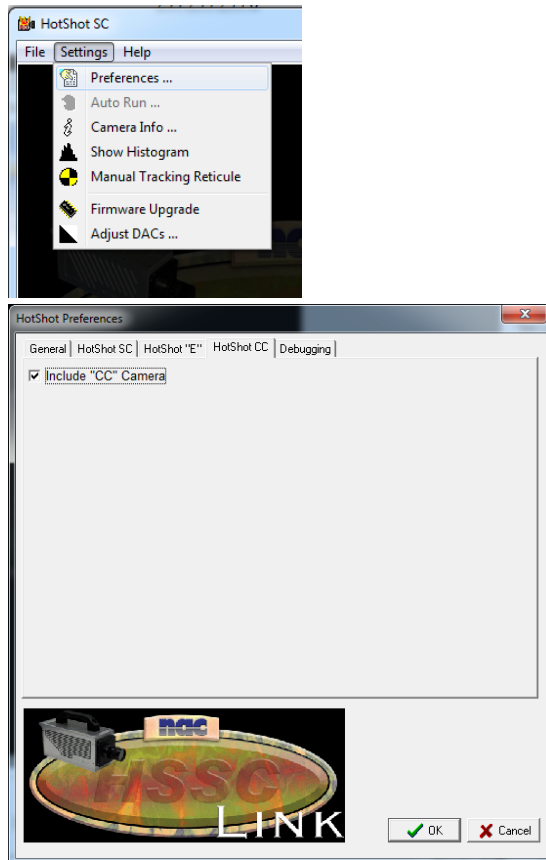 HotShot SC
File Settings Help
Preferences ...
Auto Run ...
Camera Info ...
Show Histogram
Manual Tracking Reticule
Firmware Upgrade
Adjust DACs ...
HotShot Preferences
General HotShot SC HotShot "E" HotShot CC Debugging
Include "CC" Camera
nac
HSSC
LINK
OK Cancel